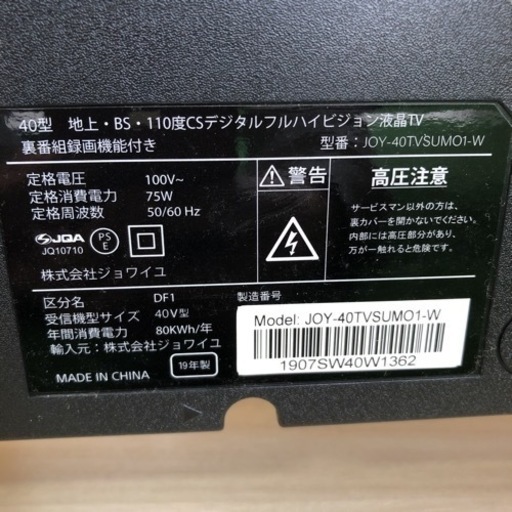 40型 地上・BS・110度CSデジタルフルハイビジョン液晶TV
裏番組録画機能付き 型番：JOY-40TVSUMO1-W
定格電圧 100V~
定格消費電力 75W
定格周波数 50/60 Hz
JQA
JQ10710
PS
E
株式会社ジョワイユ
警告
高圧注意
サービスマン以外の方は、
裏カバーを開かないでください。
内部には高圧部分があり、
万が一触れると危険です。
区分名 DF1
受信機型サイズ 40V型
年間消費電力 80KWh/年
輸入元：株式会社ジョワイユ
MADE IN CHINA
19年製
製造番号
Model: JOY-40TVSUMO1-W
1907SW40W1362